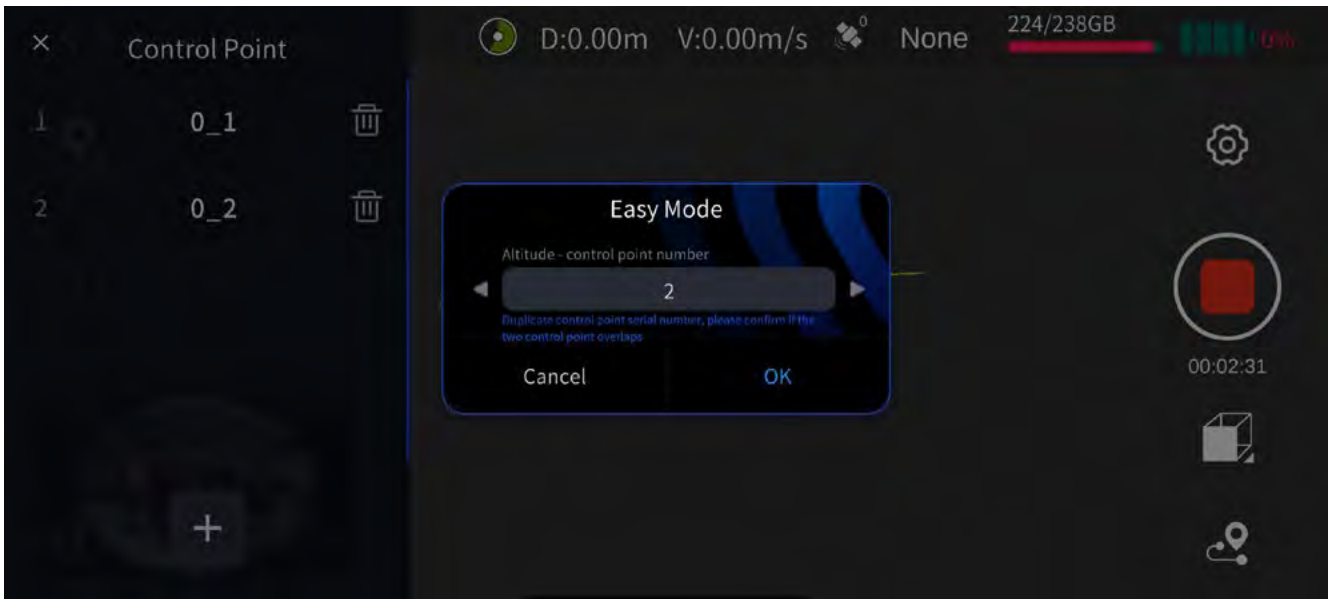 × Control Point
D:0.00m V:0.00m/s 0 None 224/238GB 0%
1 0_1
2 0_2
Easy Mode
Altitude - control point number
2
Duplicate control point serial number, please confirm if the
two control point overlaps
Cancel OK
00:02:31
+